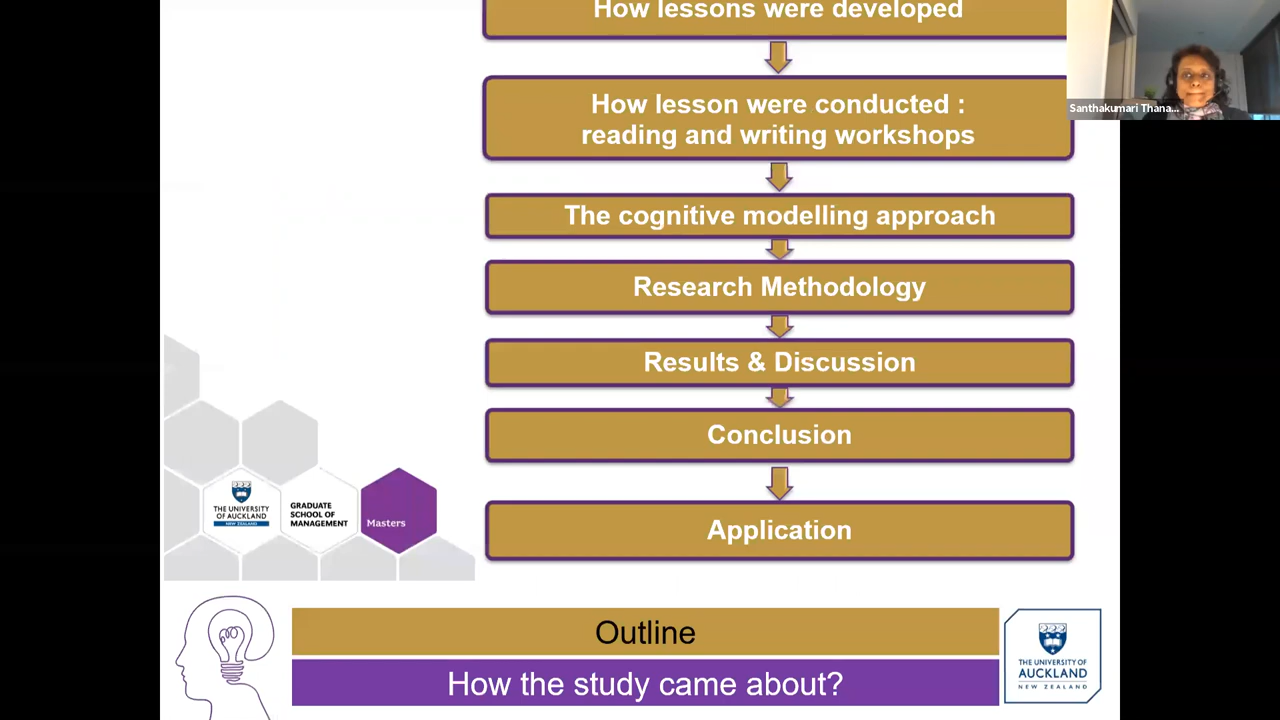 How lessons were developed
Santhakumari Thana...
How lesson were conducted :
reading and writing workshops
The cognitive modelling approach
Research Methodology
Results & Discussion
Conclusion
Application
THE UNIVERSITY
OF AUCKLAND
NEW ZEALAND
GRADUATE
SCHOOL OF
MANAGEMENT
Masters
Outline
How the study came about?
THE UNIVERSITY OF
AUCKLAND
NEW ZEALAND